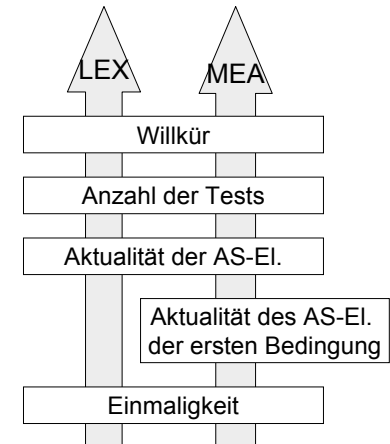 LEX MEA
Willkür
Anzahl der Tests
Aktualität der AS-El.
Aktualität des AS-El.
der ersten Bedingung
Einmaligkeit